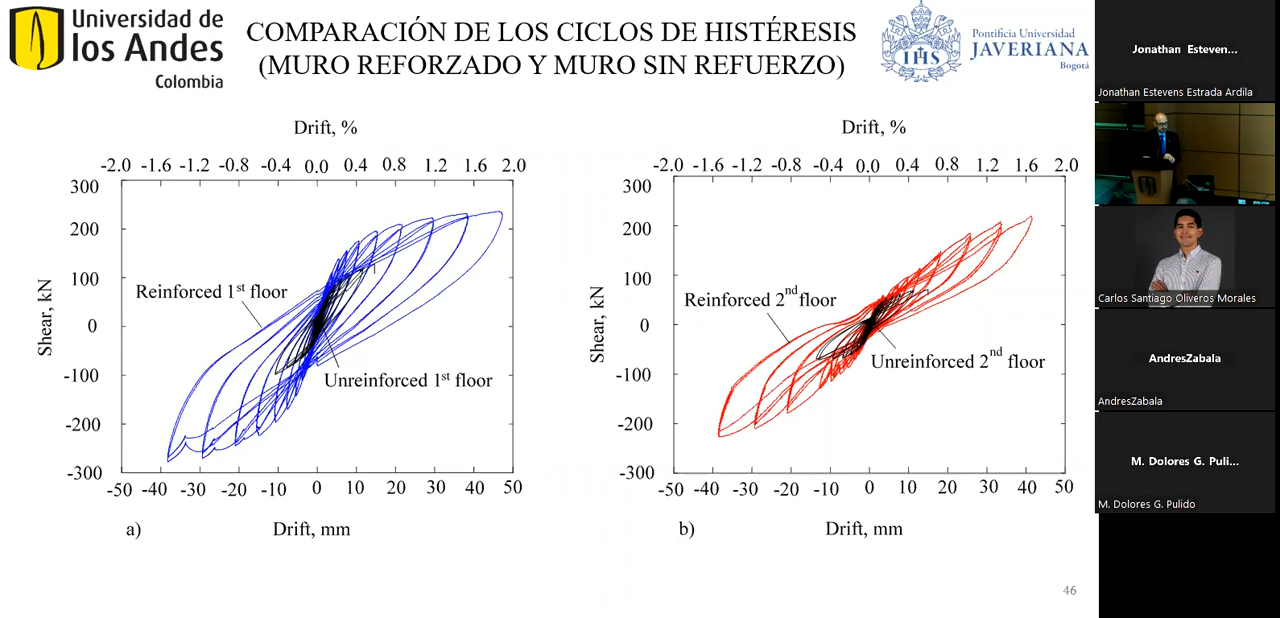 Universidad de
los Andes
Colombia
COMPARACIÓN DE LOS CICLOS DE HISTÉRESIS
(MURO REFORZADO Y MURO SIN REFUERZO)
Pontificia Universidad
JAVERIANA
Bogotá
IHS
Drift, %
-2.0 -1.6 -1.2 -0.8 -0.4 0.0 0.4 0.8 1.2 1.6 2.0
300
200
100
0
-100
-200
-300
Shear, kN
Reinforced 1st floor
Unreinforced 1st floor
-50 -40 -30 -20 -10 0 10 20 30 40 50
a)
Drift, mm
Drift, %
-2.0 -1.6 -1.2 -0.8 -0.4 0.0 0.4 0.8 1.2 1.6 2.0
300
200
100
0
-100
-200
-300
Shear, kN
Reinforced 2nd floor
Unreinforced 2nd floor
-50 -40 -30 -20 -10 0 10 20 30 40 50
b)
Drift, mm
46
Jonathan Esteven...
Jonathan Estevens Estrada Ardila
Carlos Santiago Oliveros Morales
AndresZabala
AndresZabala
M. Dolores G. Puli...
M. Dolores G. Pulido